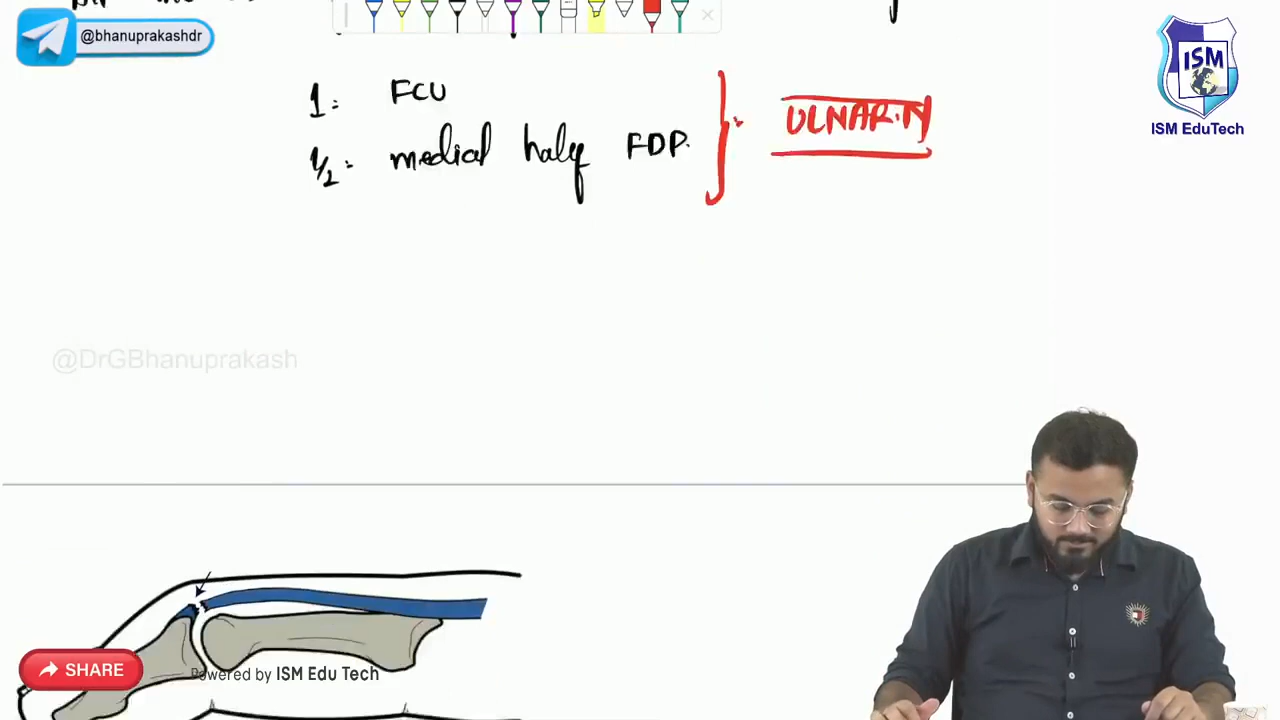 @bhanuprakashdr
ISM
ISM EduTech
1: FCU
1/2: medial half FDP.
ULNAR.N
@DrGBhanuprakash
SHARE
Powered by ISM Edu Tech